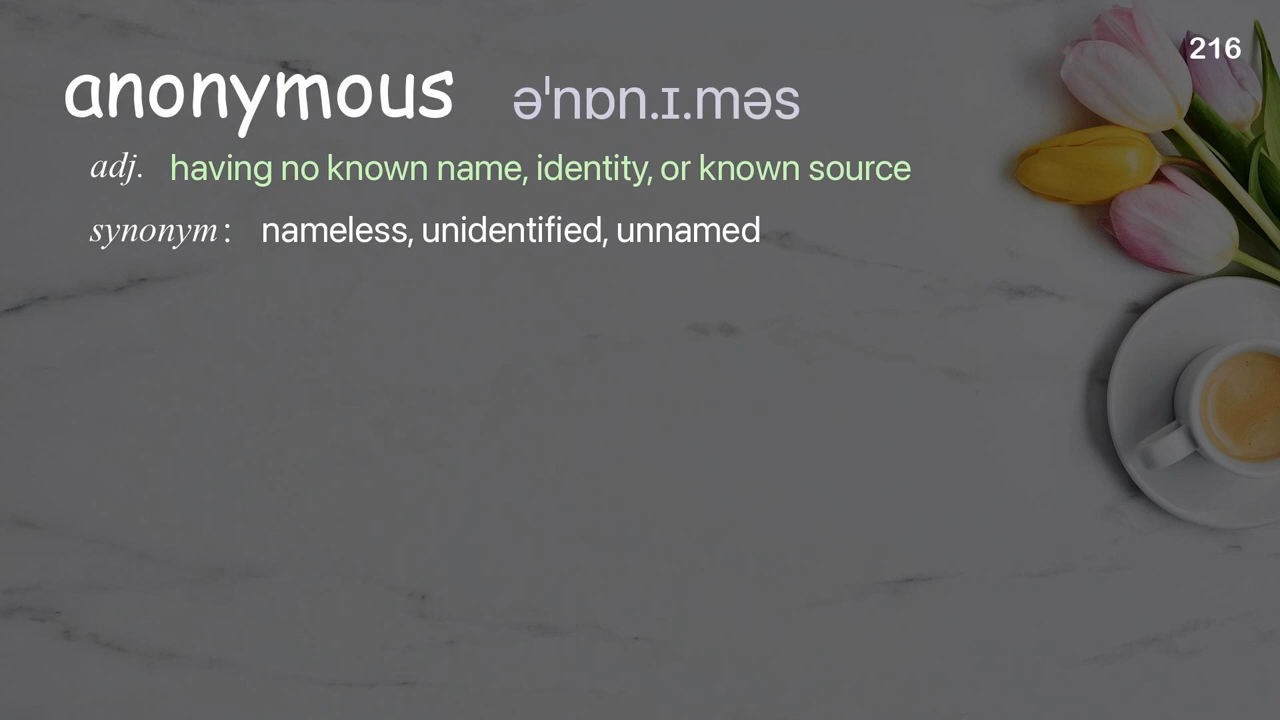 216
anonymous əˈnɒn.ɪ.məs
adj. having no known name, identity, or known source
synonym: nameless, unidentified, unnamed